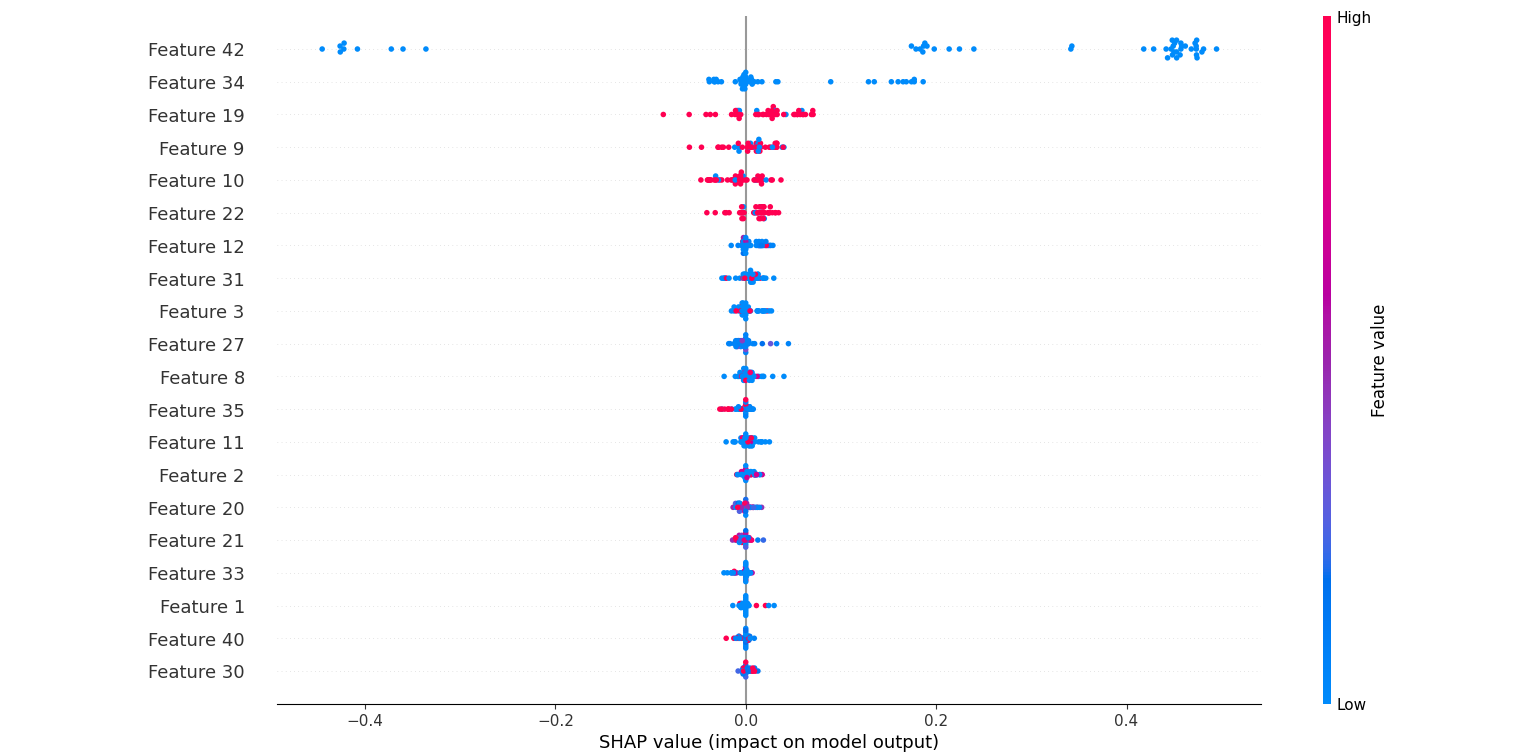 High
Feature 42
Feature 34
Feature 19
Feature 9
Feature 10
Feature 22
Feature 12
Feature 31
Feature 3
Feature 27
Feature 8
Feature 35
Feature 11
Feature 2
Feature 20
Feature 21
Feature 33
Feature 1
Feature 40
Feature 30
Feature value
Low
−0.4 −0.2 0.0 0.2 0.4
SHAP value (impact on model output)